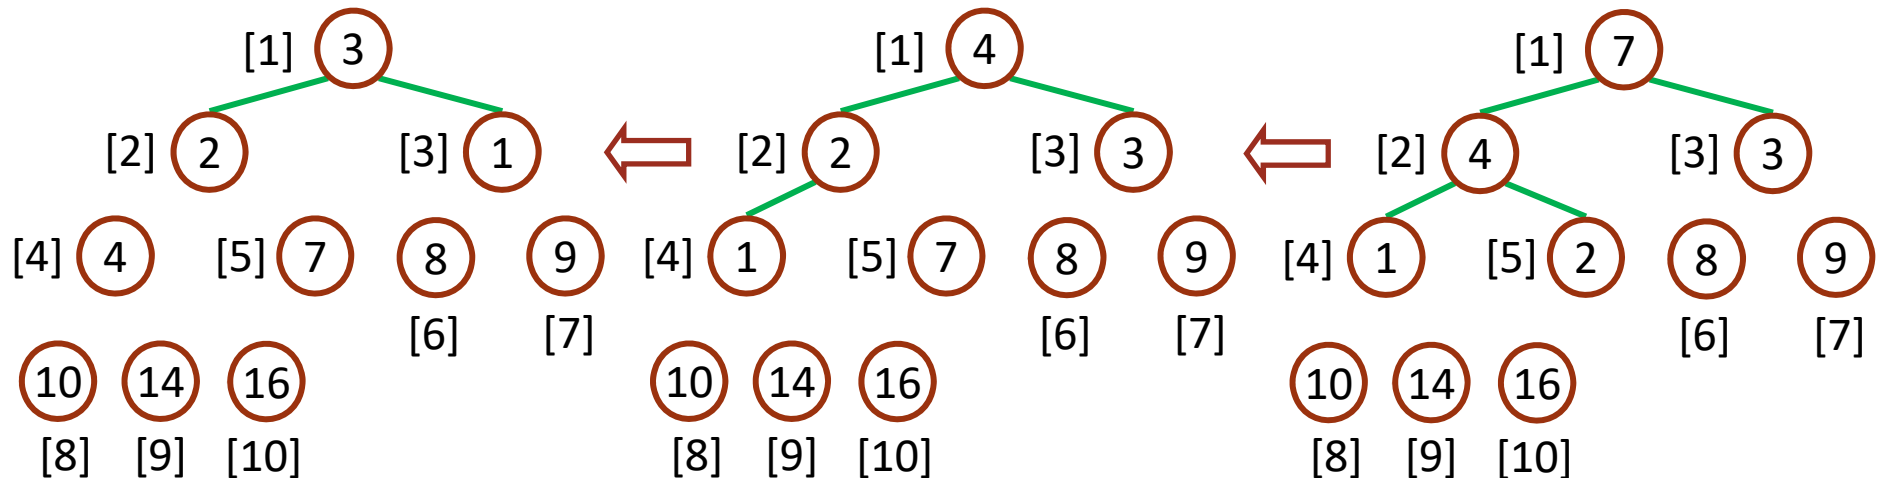 [1] 3 [1] 4 [1] 7
[2] 2 [3] 1 [2] 2 [3] 3 [2] 4 [3] 3
[4] 4 [5] 7 8 9 [4] 1 [5] 7 8 9 [4] 1 [5] 2 8 9
[6] [7] [6] [7] [6] [7]
10 14 16 10 14 16 10 14 16
[8] [9] [10] [8] [9] [10] [8] [9] [10]